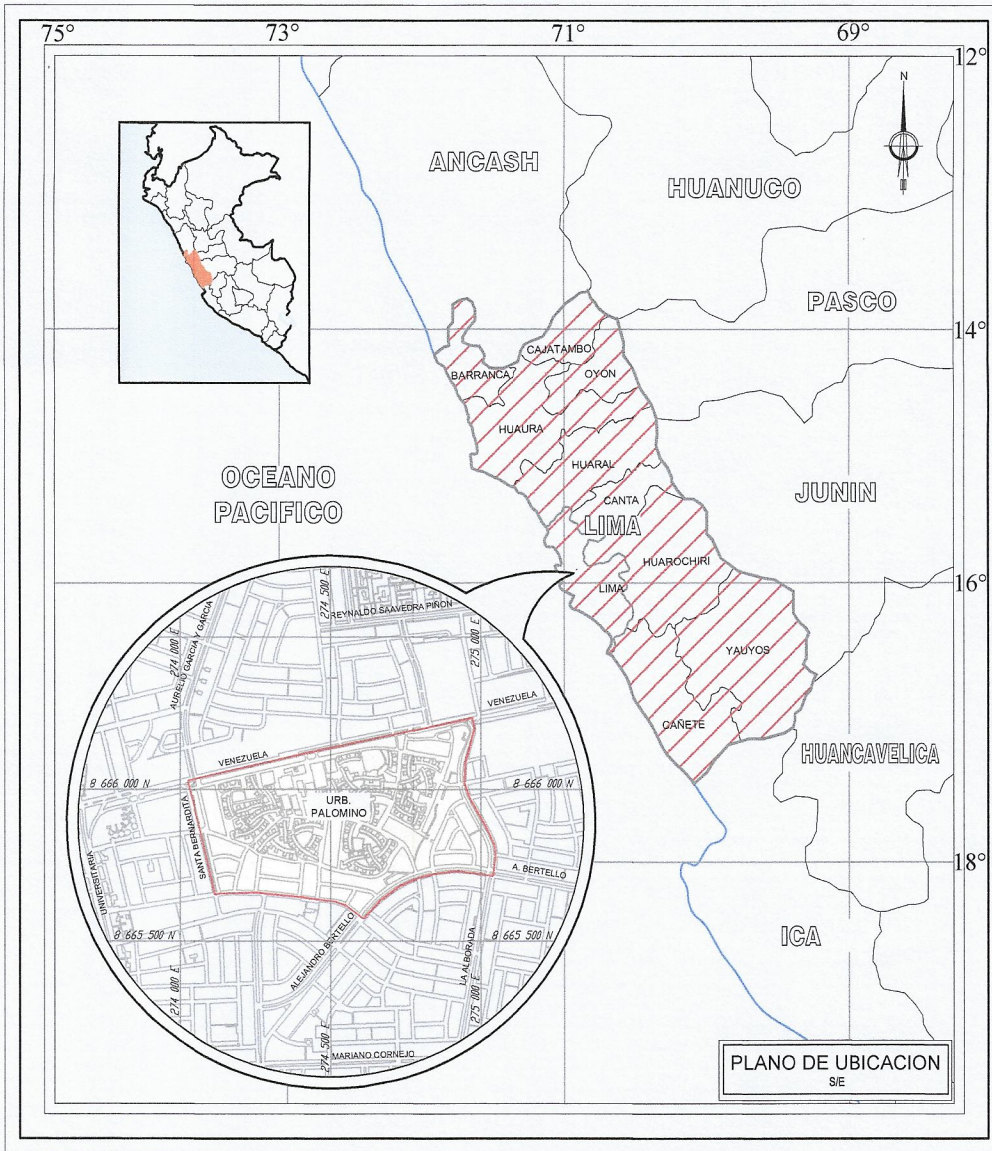 75°
73°
71°
69°
12°
N
ANCASH
HUANUCO
PASCO
14°
CAJATAMBO
BARRANCA
OYON
HUAURA
HUARAL
OCEANO
PACIFICO
JUNIN
CANTA
LIMA
HUAROCHIRI
16°
LIMA
YAUYOS
CAÑETE
HUANCAVELICA
18°
ICA
274 500 E
REYNALDO SAAVEDRA PIÑON
274 000 E
AURELIO GARCIA Y GARCIA
275 000 E
VENEZUELA
VENEZUELA
8 666 000 N
8 666 000 N
URB.
PALOMINO
SANTA BERNARDITA
UNIVERSITARIA
A. BERTELLO
8 665 500 N
ALEJANDRO BERTELLO
LA ALBORADA
8 665 500 N
274 000 E
275 000 E
274 500 E
MARIANO CORNEJO
PLANO DE UBICACION
S/E